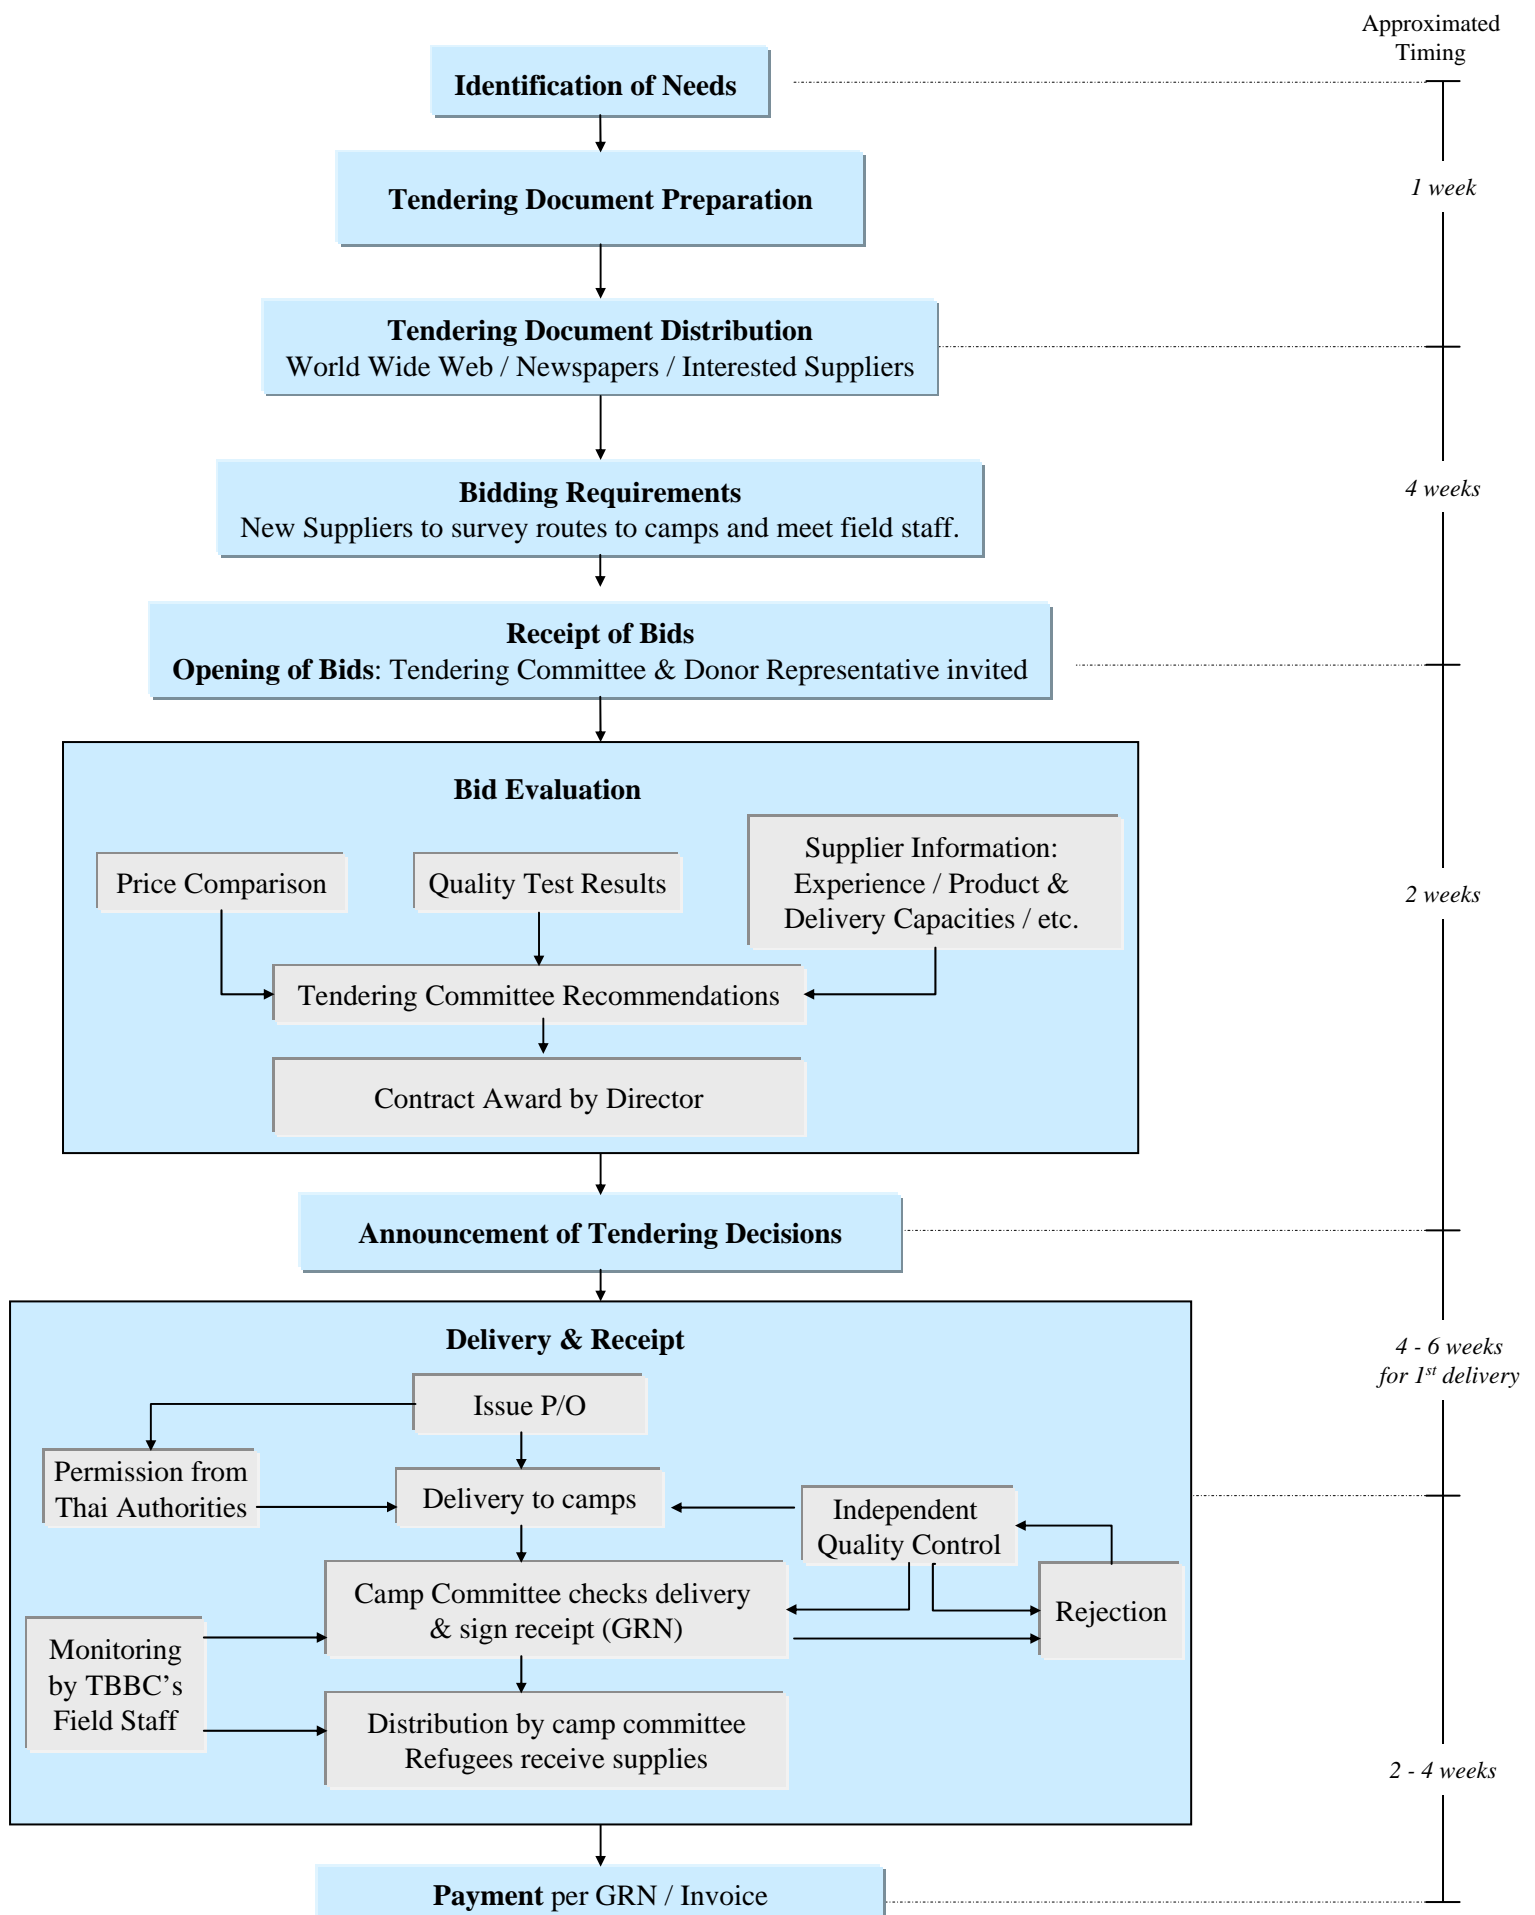 Approximated
Timing
Identification of Needs
1 week
Tendering Document Preparation
Tendering Document Distribution
World Wide Web / Newspapers / Interested Suppliers
4 weeks
Bidding Requirements
New Suppliers to survey routes to camps and meet field staff.
Receipt of Bids
Opening of Bids: Tendering Committee & Donor Representative invited
Bid Evaluation
Price Comparison
Quality Test Results
Supplier Information:
Experience / Product &
Delivery Capacities / etc.
2 weeks
Tendering Committee Recommendations
Contract Award by Director
Announcement of Tendering Decisions
Delivery & Receipt
4 - 6 weeks
for 1st delivery
Issue P/O
Permission from
Thai Authorities
Delivery to camps
Independent
Quality Control
Camp Committee checks delivery
& sign receipt (GRN)
Rejection
Monitoring
by TBBC’s
Field Staff
Distribution by camp committee
Refugees receive supplies
2 - 4 weeks
Payment per GRN / Invoice